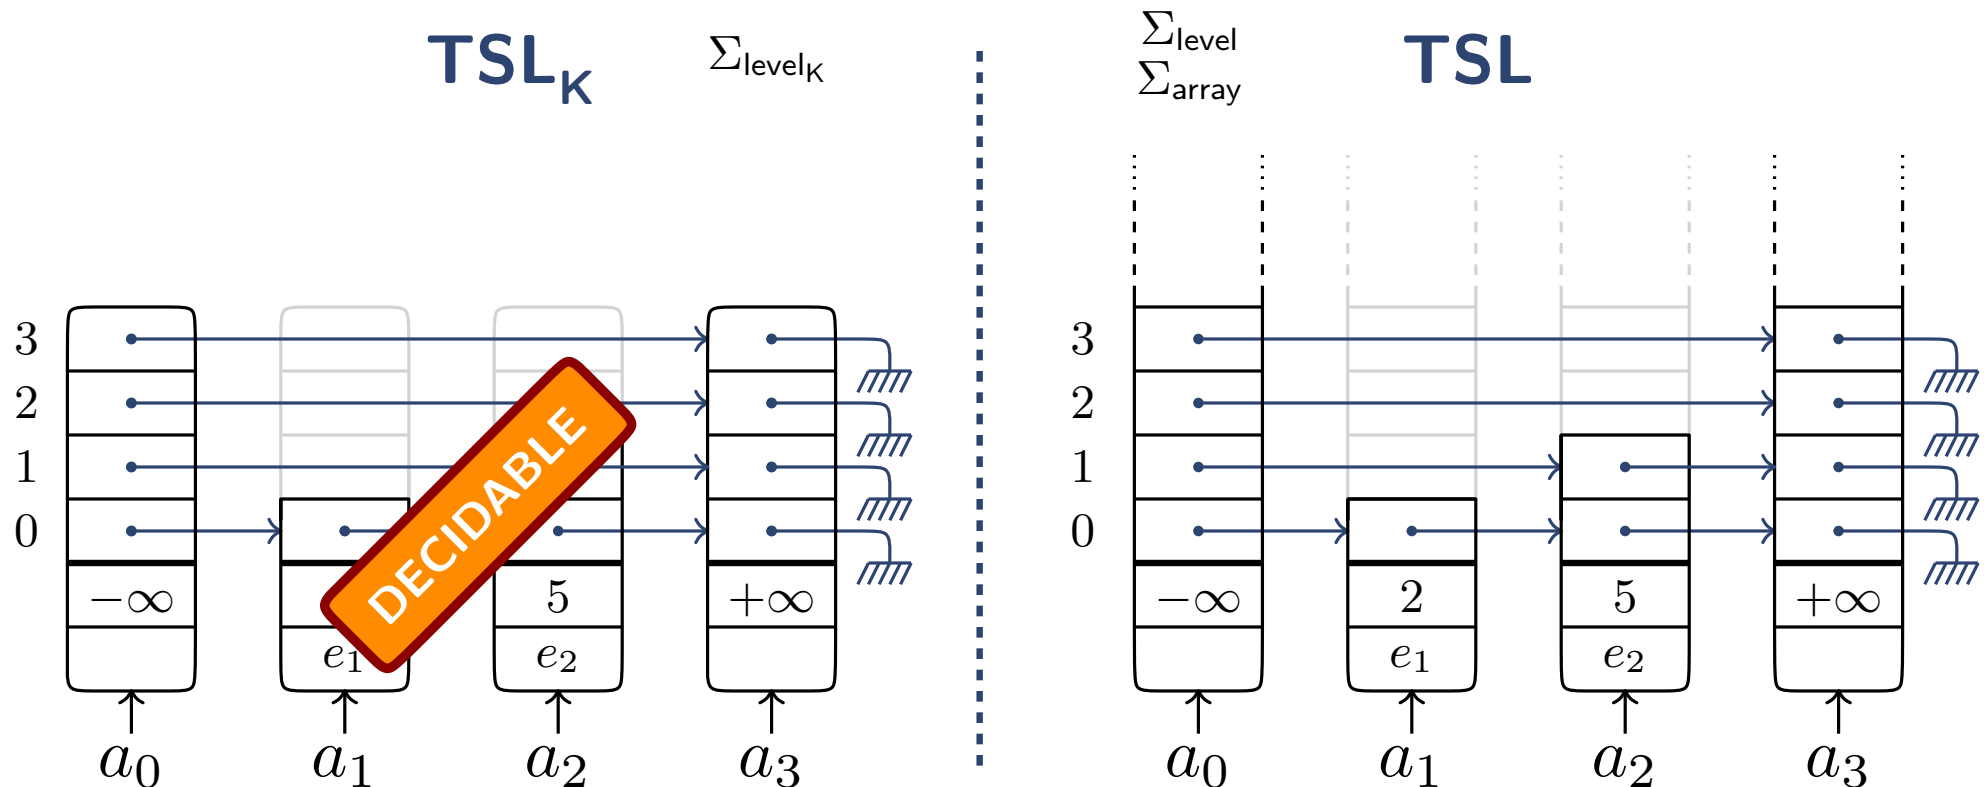 TSL_K Σ_level_K
3
2
1
0
−∞ 5 +∞
e₁ e₂
a₀ a₁ a₂ a₃
DECIDABLE
Σ_level
Σ_array
TSL
3
2
1
0
−∞ 2 5 +∞
e₁ e₂
a₀ a₁ a₂ a₃